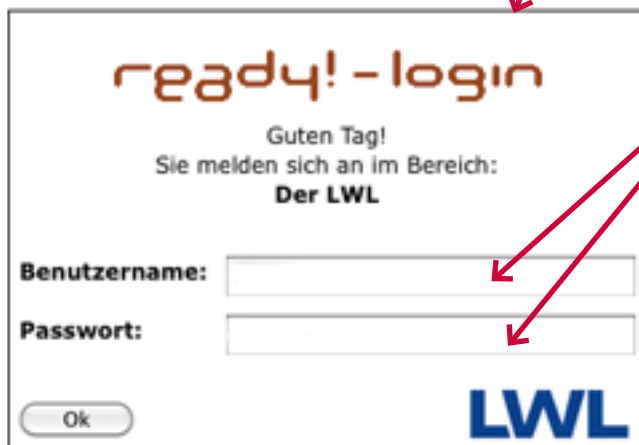 ready!-login
Guten Tag!
Sie melden sich an im Bereich:
Der LWL
Benutzername:
Passwort:
Ok
LWL